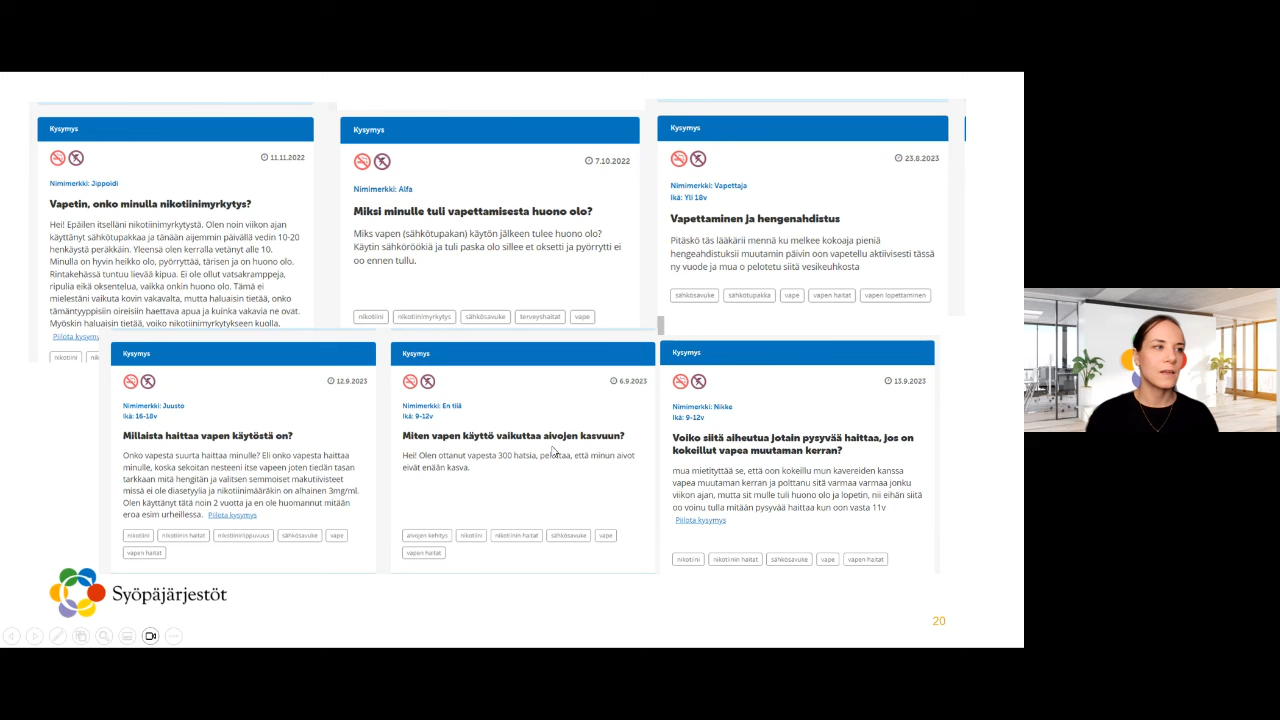 Kysymys
11.11.2022
Nimimerkki: Jippoidi
Vapetin, onko minulla nikotiinimyrkytys?
Hei! Epäilen itselläni nikotiinimyrkytystä. Olen noin viikon ajan
käyttänyt sähkötupakkaa ja tänään aijemmin päivällä vedin 10-20
henkäystä peräkkäin. Yleensä olen kerralla vetänyt alle 10.
Minulla on hyvin heikko olo, pyörryttää, tärisen ja on huono olo.
Rintakehässä tuntuu lievää kipua. Ei ole ollut vatsakramppeja,
ripulia eikä oksentelua, vaikka onkin huono olo. Tämä ei
mielestäni vaikuta kovin vakavalta, mutta haluaisin tietää, onko
tämäntyyppisiin oireisiin haettava apua ja kuinka vakavia ne ovat.
Myöskin haluaisin tietää, voiko nikotiinimyrkytykseen kuolla.
Piilota kysymys
nikotiini
Kysymys
7.10.2022
Nimimerkki: Alfa
Miksi minulle tuli vapettamisesta huono olo?
Miks vapen (sähkötupakan) käytön jälkeen tulee huono olo?
Käytin sähköröökiä ja tuli paska olo sillee et oksetti ja pyörrytti ei
oo ennen tullu.
nikotiini nikotiinimyrkytys sähkösavuke terveyshaitat vape
Kysymys
23.8.2023
Nimimerkki: Vapettaja
Ikä: Yli 18v
Vapettaminen ja hengenahdistus
Pitäskö täs lääkärii mennä ku melkee kokoaja pieniä
hengeahdistuksii muutamin päivin oon vapetellu aktiivisesti tässä
ny vuode ja mua o pelotetu siitä vesikeuhkosta
sähkösavuke sähkötupakka vape vapen haitat vapen lopettaminen
Kysymys
12.9.2023
Nimimerkki: Juusto
Ikä: 16-18v
Millaista haittaa vapen käytöstä on?
Onko vapesta suurta haittaa minulle? Eli onko vapesta haittaa
minulle, koska sekoitan nesteeni itse vapeen joten tiedän tasan
tarkkaan mitä hengitän ja valitsen semmoiset makutiivisteet
missä ei ole diasetyylia ja nikotiinimääräkin on alhainen 3mg/ml.
Olen käyttänyt tätä noin 2 vuotta ja en ole huomannut mitään
eroa esim urheillessa. Piilota kysymys
nikotiini nikotiinin haitat nikotiiniriippuvuus sähkösavuke vape
vapen haitat
Kysymys
6.9.2023
Nimimerkki: En tiiä
Ikä: 9-12v
Miten vapen käyttö vaikuttaa aivojen kasvuun?
Hei! Olen ottanut vapesta 300 hatsia, että minun aivot
eivät enään kasva.
aivojen kehitys nikotiini nikotiinin haitat sähkösavuke vape
vapen haitat
Kysymys
13.9.2023
Nimimerkki: Nikke
Ikä: 9-12v
Voiko siitä aiheutua jotain pysyvää haittaa, jos on
kokeillut vapea muutaman kerran?
mua mietityttää se, että oon kokeillu mun kavereiden kanssa
vapea muutaman kerran ja polttanu sitä varmaa varmaa jonku
viikon ajan, mutta sit mulle tuli huono olo ja lopetin, nii eihän siitä
oo voinu tulla mitään pysyvää haittaa kun oon vasta 11v
Piilota kysymys
nikotiini nikotiinin haitat sähkösavuke vape vapen haitat
Syöpäjärjestöt
20